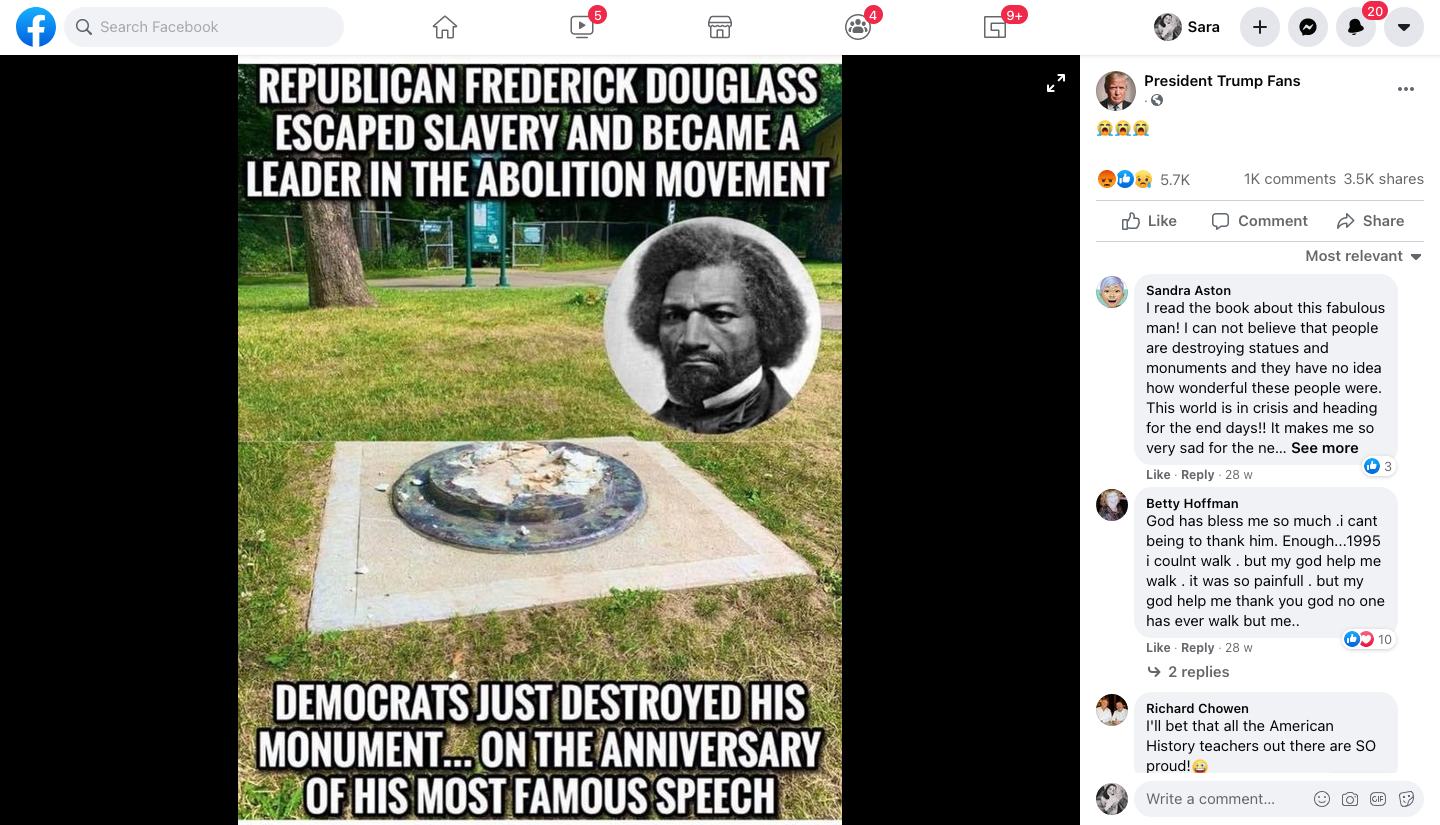 Search Facebook
5
4
9+
Sara
20
REPUBLICAN FREDERICK DOUGLASS
ESCAPED SLAVERY AND BECAME A
LEADER IN THE ABOLITION MOVEMENT
DEMOCRATS JUST DESTROYED HIS
MONUMENT... ON THE ANNIVERSARY
OF HIS MOST FAMOUS SPEECH
President Trump Fans
·
😭😭😭
5.7K 1K comments 3.5K shares
Like Comment Share
Most relevant
Sandra Aston
I read the book about this fabulous
man! I can not believe that people
are destroying statues and
monuments and they have no idea
how wonderful these people were.
This world is in crisis and heading
for the end days!! It makes me so
very sad for the ne... See more
3
Like · Reply · 28 w
Betty Hoffman
God has bless me so much .i cant
being to thank him. Enough...1995
i coulnt walk . but my god help me
walk . it was so painfull . but my
god help me thank you god no one
has ever walk but me..
10
Like · Reply · 28 w
2 replies
Richard Chowen
I'll bet that all the American
History teachers out there are SO
proud!😄
Write a comment...
GIF